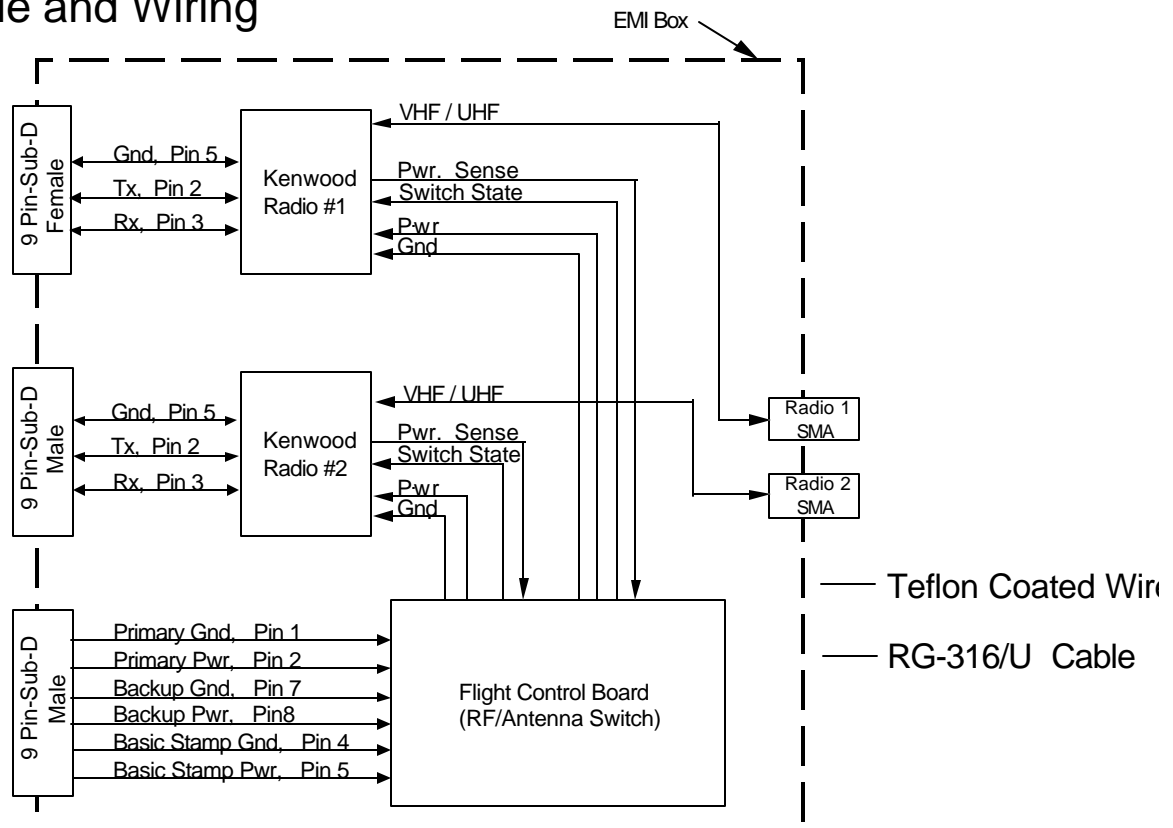 and Wiring
EMI Box
9 Pin-Sub-D
Female
Gnd, Pin 5
Tx, Pin 2
Rx, Pin 3
Kenwood
Radio #1
VHF / UHF
Pwr. Sense
Switch State
Pwr
Gnd
9 Pin-Sub-D
Male
Gnd, Pin 5
Tx, Pin 2
Rx, Pin 3
Kenwood
Radio #2
VHF / UHF
Pwr. Sense
Switch State
Pwr
Gnd
Radio 1
SMA
Radio 2
SMA
Teflon Coated
RG-316/U Cable
9 Pin-Sub-D
Male
Primary Gnd, Pin 1
Primary Pwr, Pin 2
Backup Gnd, Pin 7
Backup Pwr, Pin8
Basic Stamp Gnd, Pin 4
Basic Stamp Pwr, Pin 5
Flight Control Board
(RF/Antenna Switch)